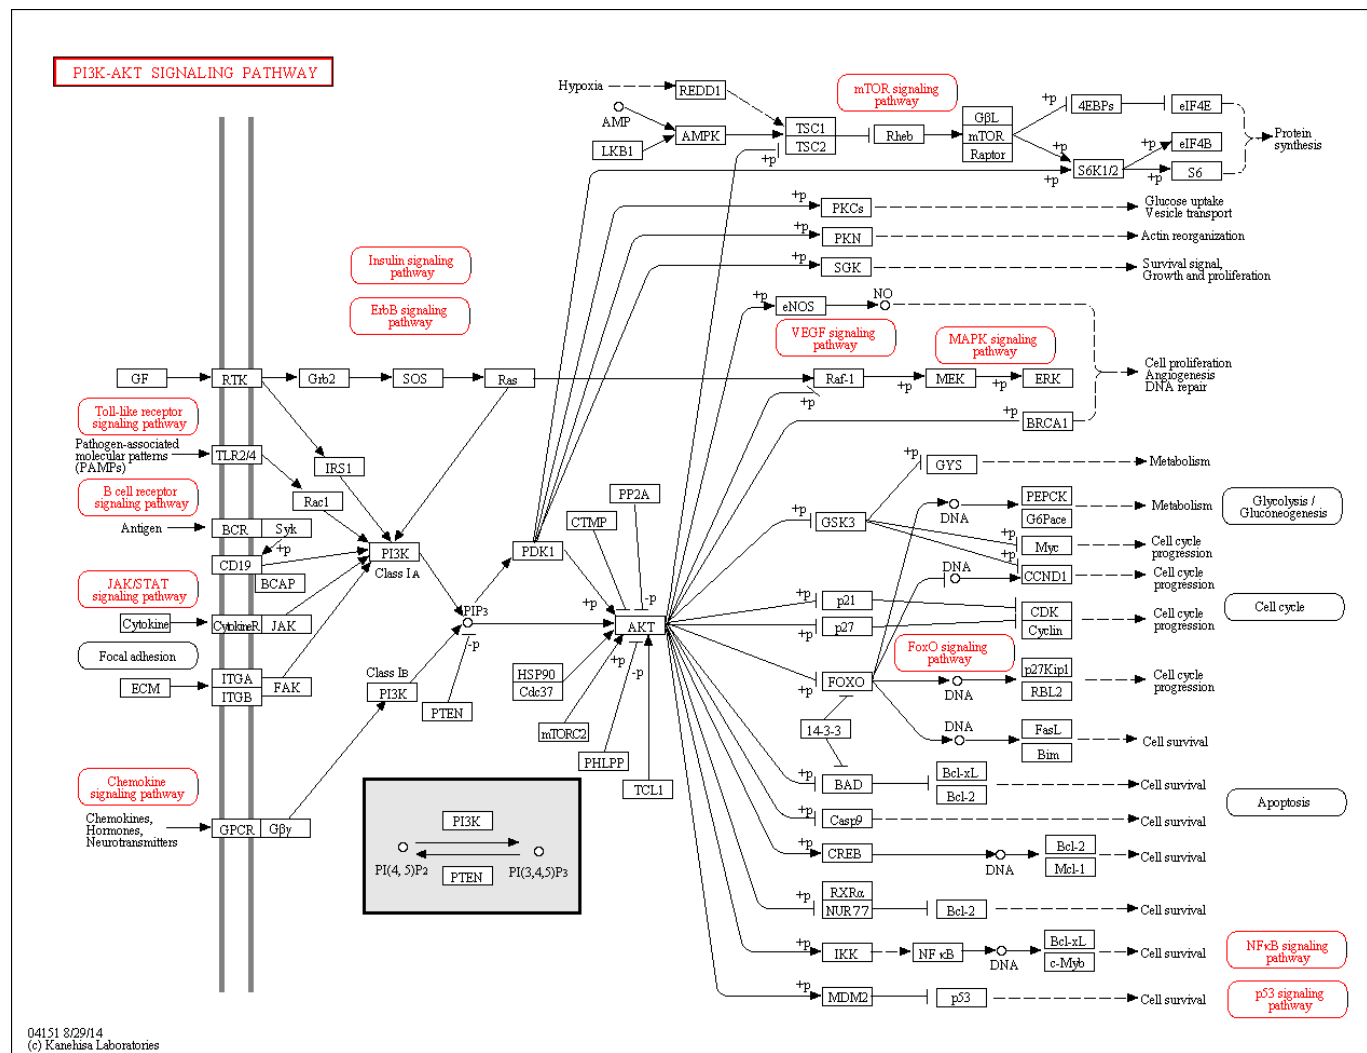 PI3K-AKT SIGNALING PATHWAY
Hypoxia
REDD1
mTOR signaling
pathway
AMP
AMPK
LKB1
TSC1
TSC2
+p
Rheb
GβL
mTOR
Raptor
+p
4EBPs
eIF4E
eIF4B
Protein
synthesis
+p
S6K1/2
+p
+p
+p
S6
+p
PKCs
Glucose uptake
Vesicle transport
+p
PKN
Actin reorganization
+p
SGK
Survival signal,
Growth and proliferation
Insulin signaling
pathway
ErbB signaling
pathway
+p
eNOS
NO
VEGF signaling
pathway
MAPK signaling
pathway
GF
RTK
Grb2
SOS
Ras
Raf-1
+p
+p
MEK
+p
ERK
Cell proliferation
Angiogenesis
DNA repair
+p
BRCA1
Toll-like receptor
signaling pathway
Pathogen-associated
molecular patterns
(PAMPs)
TLR2/4
IRS1
Rac1
B cell receptor
signaling pathway
Antigen
BCR
Syk
+p
CD19
BCAP
PI3K
Class IA
PDK1
CTMP
PP2A
+p
GYS
Metabolism
+p
GSK3
DNA
PEPCK
G6Pace
Metabolism
Glycolysis /
Gluconeogenesis
Myc
Cell cycle
progression
DNA
CCND1
Cell cycle
progression
JAK/STAT
signaling pathway
Cytokine
CytokineR
JAK
PIP3
-p
+p
-p
AKT
+p
p21
+p
p27
CDK
Cyclin
Cell cycle
progression
Cell cycle
Focal adhesion
ECM
ITGA
ITGB
FAK
Class IB
PI3K
PTEN
HSP90
Cdc37
+p
-p
mTORC2
PHLPP
TCL1
FoxO signaling
pathway
+p
FOXO
DNA
p27Kip1
RBL2
Cell cycle
progression
14-3-3
DNA
FasL
Bim
Cell survival
Chemokine
signaling pathway
Chemokines,
Hormones,
Neurotransmitters
GPCR
Gβγ
PI3K
PI(4, 5)P2
PI(3,4,5)P3
PTEN
+p
BAD
Bcl-xL
Bcl-2
Cell survival
Apoptosis
+p
Casp9
Cell survival
+p
CREB
DNA
Bcl-2
Mcl-1
Cell survival
+p
RXRα
NUR77
Bcl-2
Cell survival
+p
IKK
NFκB
DNA
Bcl-xL
c-Myb
Cell survival
NFκB signaling
pathway
+p
MDM2
p53
Cell survival
p53 signaling
pathway
04151 8/29/14
(c) Kanehisa Laboratories